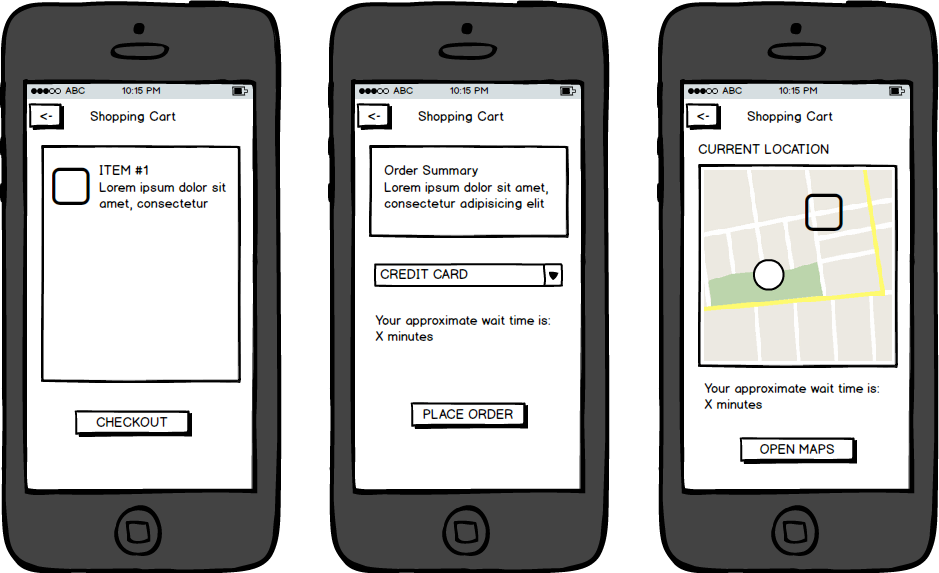 ABC 10:15 PM
<- Shopping Cart
ITEM #1
Lorem ipsum dolor sit
amet, consectetur
CHECKOUT
ABC 10:15 PM
<- Shopping Cart
Order Summary
Lorem ipsum dolor sit amet,
consectetur adipisicing elit
CREDIT CARD
Your approximate wait time is:
X minutes
PLACE ORDER
ABC 10:15 PM
<- Shopping Cart
CURRENT LOCATION
Your approximate wait time is:
X minutes
OPEN MAPS